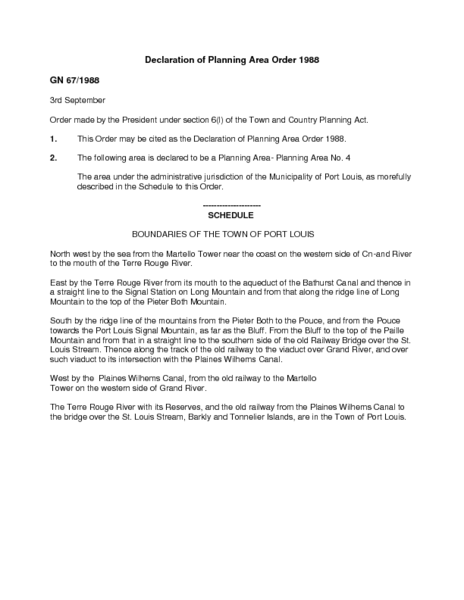 Declaration of Planning Area Order 1988
GN 67/1988
3rd September
Order made by the President under section 6(l) of the Town and Country Planning Act.
1. This Order may be cited as the Declaration of Planning Area Order 1988.
2. The following area is declared to be a Planning Area- Planning Area No. 4
The area under the administrative jurisdiction of the Municipality of Port Louis, as morefully
described in the Schedule to this Order.
---------------------
SCHEDULE
BOUNDARIES OF THE TOWN OF PORT LOUIS
North west by the sea from the Martello Tower near the coast on the western side of Cn-and River
to the mouth of the Terre Rouge River.
East by the Terre Rouge River from its mouth to the aqueduct of the Bathurst Canal and thence in
a straight line to the Signal Station on Long Mountain and from that along the ridge line of Long
Mountain to the top of the Pieter Both Mountain.
South by the ridge line of the mountains from the Pieter Both to the Pouce, and from the Pouce
towards the Port Louis Signal Mountain, as far as the Bluff. From the Bluff to the top of the Paille
Mountain and from that in a straight line to the southern side of the old Railway Bridge over the St.
Louis Stream. Thence along the track of the old railway to the viaduct over Grand River, and over
such viaduct to its intersection with the Plaines Wilhems Canal.
West by the Plaines Wilhems Canal, from the old railway to the Martello
Tower on the western side of Grand River.
The Terre Rouge River with its Reserves, and the old railway from the Plaines Wilhems Canal to
the bridge over the St. Louis Stream, Barkly and Tonnelier Islands, are in the Town of Port Louis.